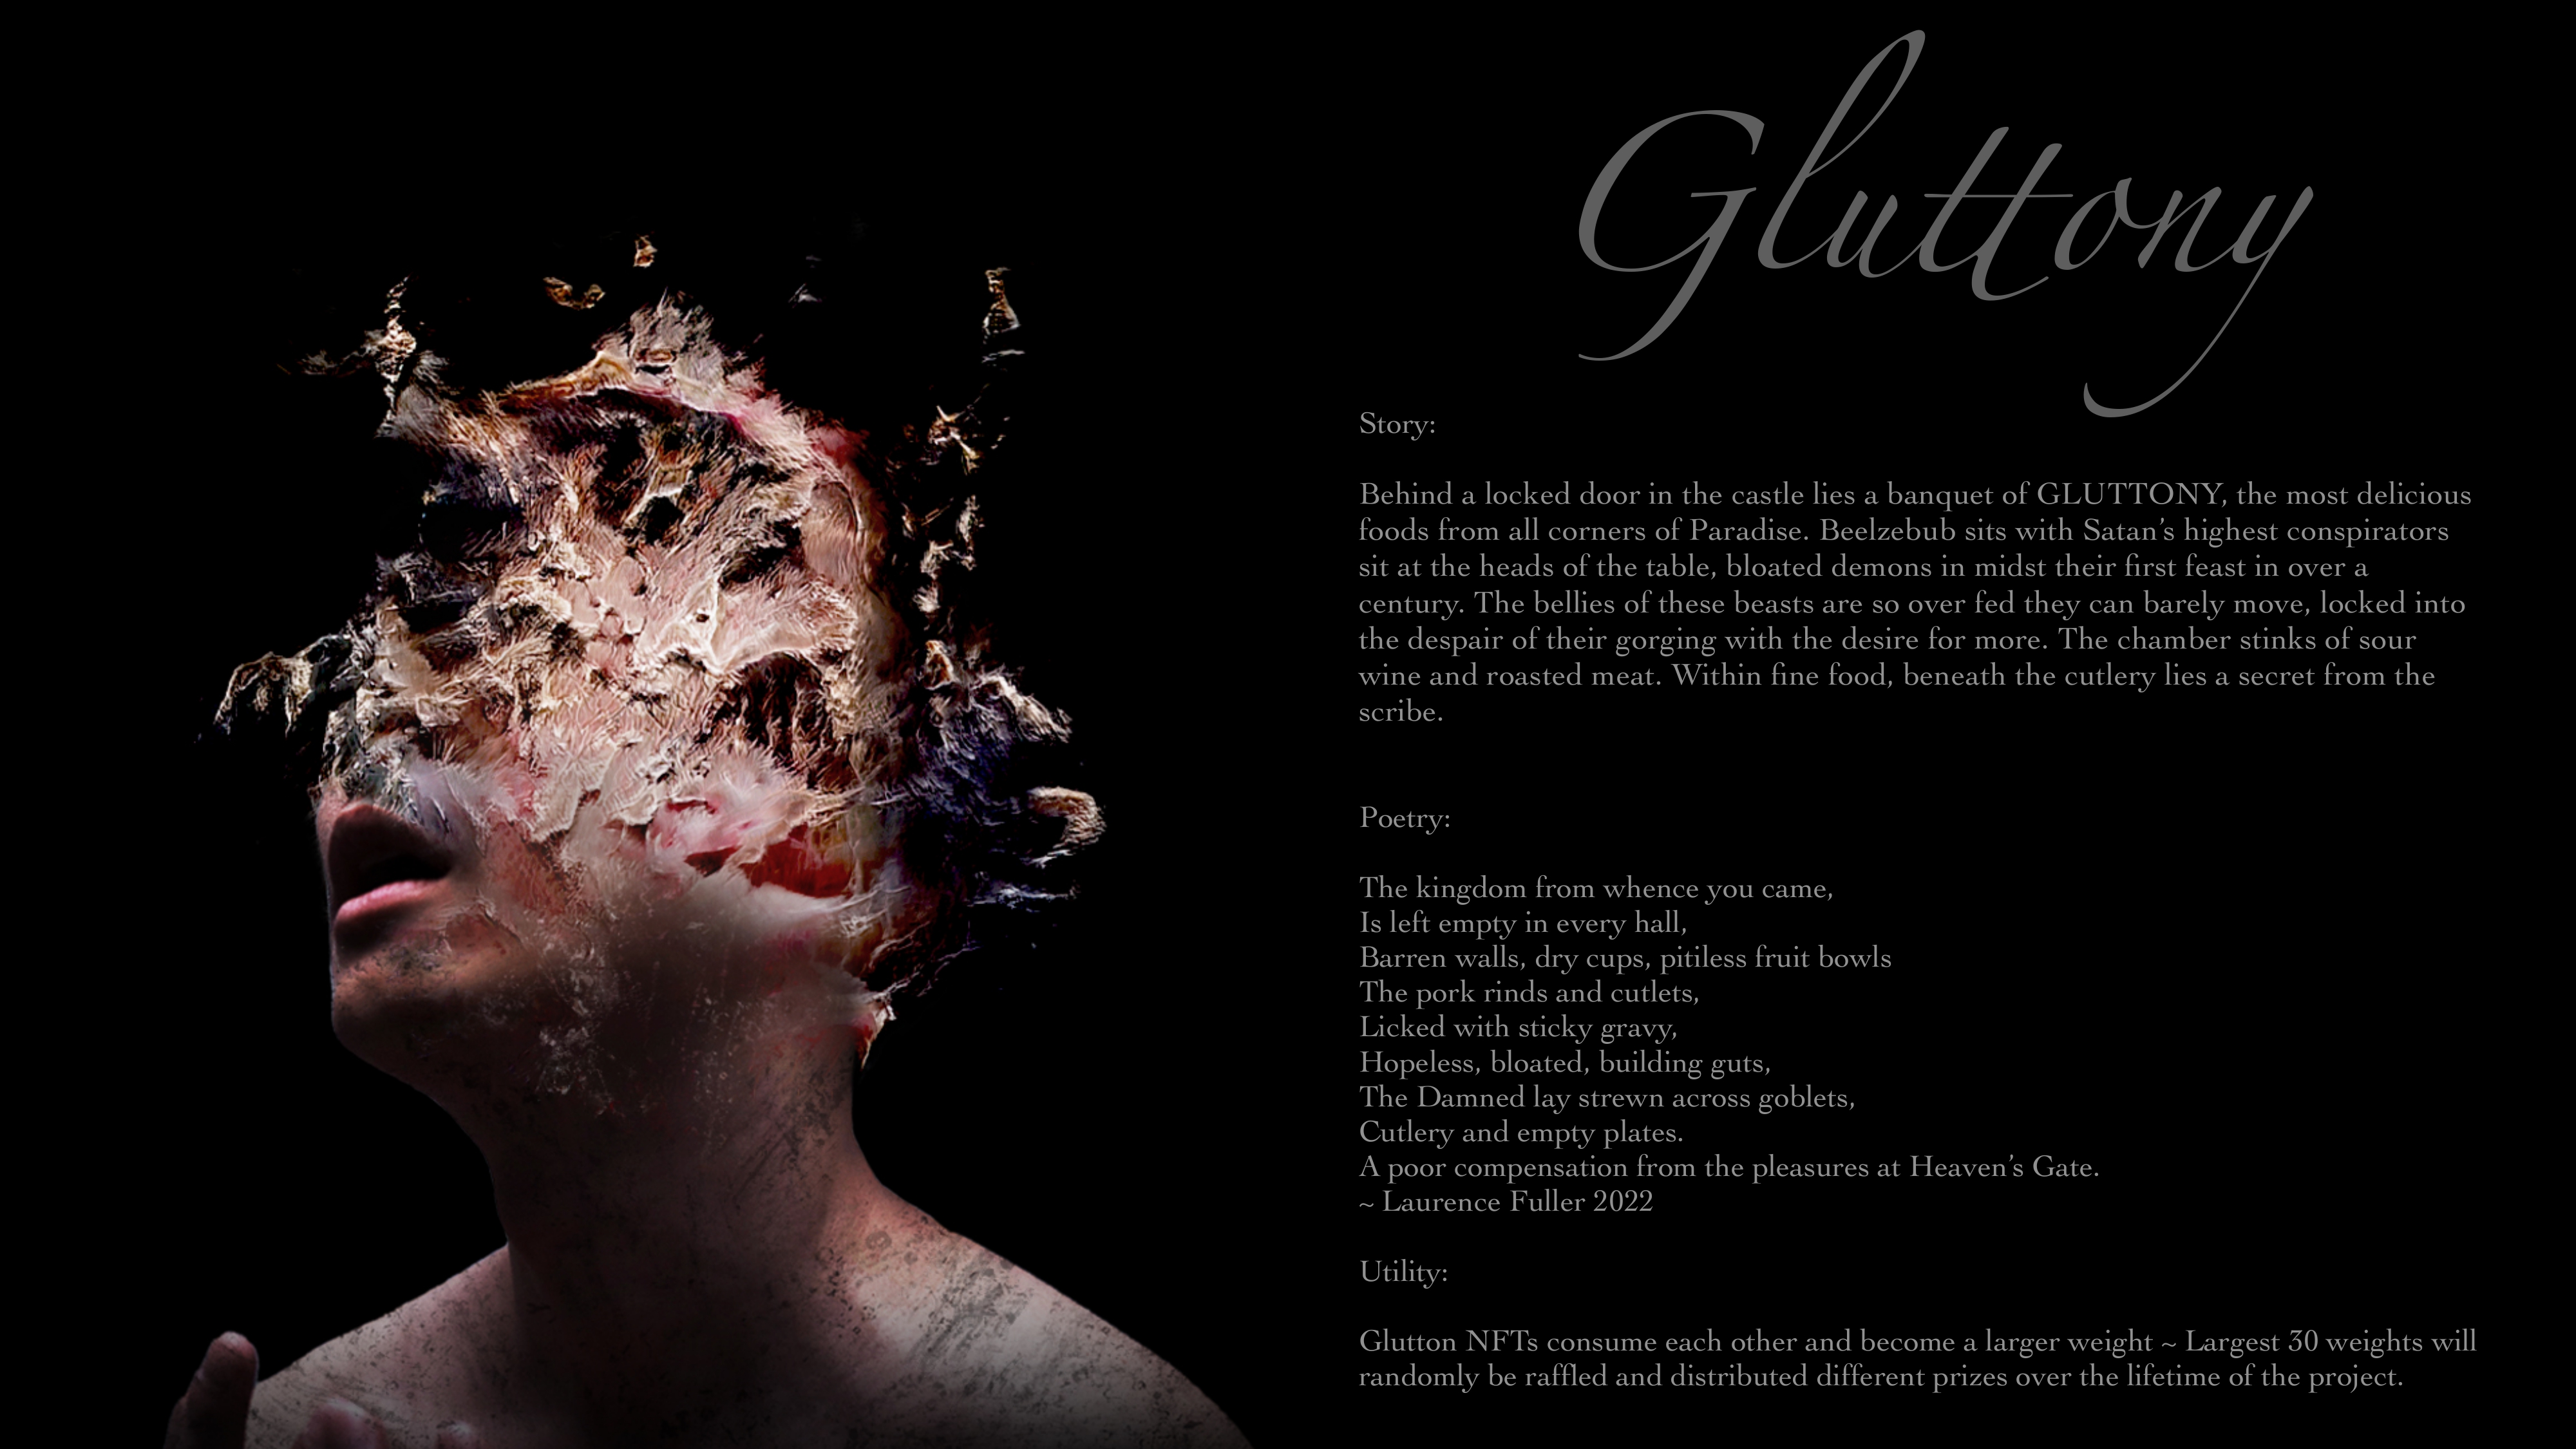 Gluttony
Story:
Behind a locked door in the castle lies a banquet of GLUTTONY, the most delicious
foods from all corners of Paradise. Beelzebub sits with Satan’s highest conspirators
sit at the heads of the table, bloated demons in midst their first feast in over a
century. The bellies of these beasts are so over fed they can barely move, locked into
the despair of their gorging with the desire for more. The chamber stinks of sour
wine and roasted meat. Within fine food, beneath the cutlery lies a secret from the
scribe.
Poetry:
The kingdom from whence you came,
Is left empty in every hall,
Barren walls, dry cups, pitiless fruit bowls
The pork rinds and cutlets,
Licked with sticky gravy,
Hopeless, bloated, building guts,
The Damned lay strewn across goblets,
Cutlery and empty plates.
A poor compensation from the pleasures at Heaven’s Gate.
~ Laurence Fuller 2022
Utility:
Glutton NFTs consume each other and become a larger weight ~ Largest 30 weights will
randomly be raffled and distributed different prizes over the lifetime of the project.